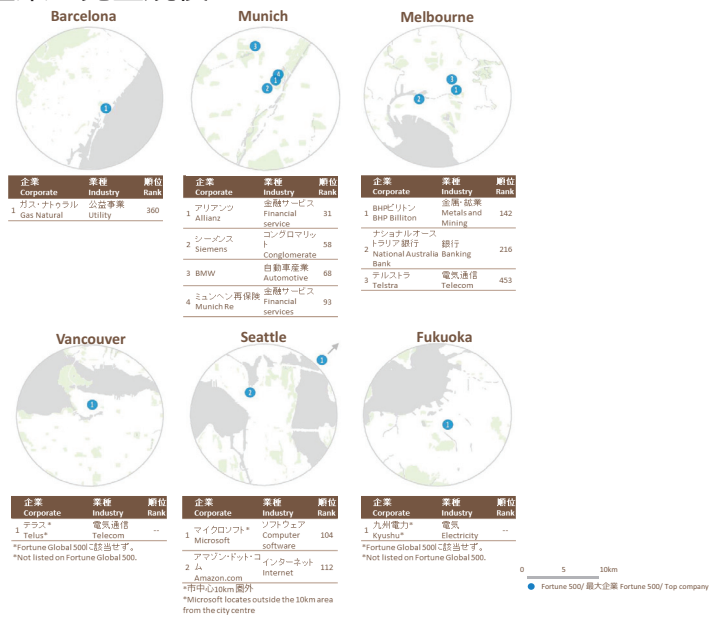 Barcelona
Munich
Melbourne
企業 業種 順位
Corporate Industry Rank
1 ガス・ナトゥラル 公益事業 360
Gas Natural Utility
企業 業種 順位
Corporate Industry Rank
1 アリアンツ 金融サービス 31
Allianz Financial
service
2 シーメンス コングロマリッ 58
Siemens ト
Conglomerate
3 BMW 自動車産業 68
Automotive
4 ミュンヘン再保険 金融サービス 93
Munich Re Financial
services
企業 業種 順位
Corporate Industry Rank
1 BHPビリトン 金属・鉱業 142
BHP Billiton Metals and
Mining
2 ナショナルオース 銀行 216
トラリア銀行 Banking
National Australia
Bank
3 テルストラ 電気通信 453
Telstra Telecom
Vancouver
Seattle
Fukuoka
企業 業種 順位
Corporate Industry Rank
1 テラス* 電気通信 --
Telus* Telecom
*Fortune Global 500に該当せず。
*Not listed on Fortune Global 500.
企業 業種 順位
Corporate Industry Rank
1 マイクロソフト* ソフトウェア 104
Microsoft Computer
software
2 アマゾン・ドット・コ インターネット 112
ム Internet
Amazon.com
*市中心10km圏外
*Microsoft locates outside the 10km area
from the city centre
企業 業種 順位
Corporate Industry Rank
1 九州電力* 電気 --
Kyushu* Electricity
*Fortune Global 500に該当せず。
*Not listed on Fortune Global 500.
0 5 10km
Fortune 500/ 最大企業 Fortune 500/ Top company